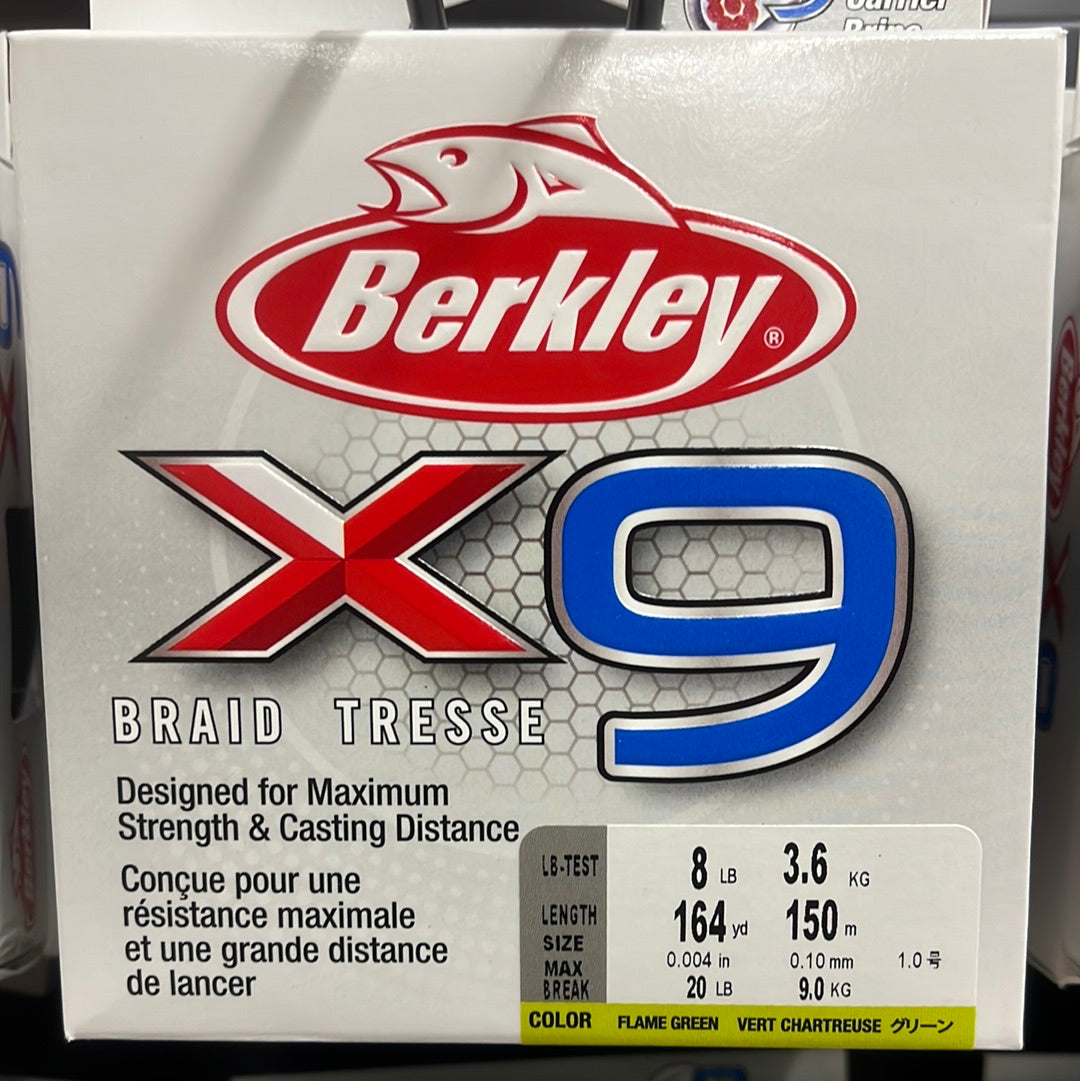 Berkley®
X9
BRAID TRESSE
Designed for Maximum
Strength & Casting Distance
Conçue pour une
résistance maximale
et une grande distance
de lancer
LB-TEST 8 LB 3.6 KG
LENGTH 164 yd 150 m
SIZE 0.004 in 0.10 mm 1.0号
MAX
BREAK 20 LB 9.0 KG
COLOR FLAME GREEN VERT CHARTREUSE グリーン
Berkley